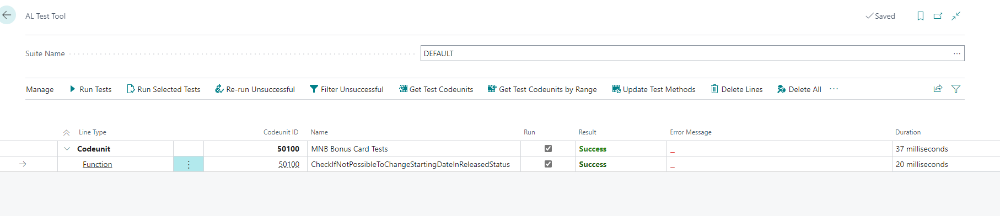 AL Test Tool
Saved
Suite Name
DEFAULT
Manage Run Tests Run Selected Tests Re-run Unsuccessful Filter Unsuccessful Get Test Codeunits Get Test Codeunits by Range Update Test Methods Delete Lines Delete All
Line Type Codeunit ID Name Run Result Error Message Duration
Codeunit 50100 MNB Bonus Card Tests Success _ 37 milliseconds
Function 50100 CheckIfNotPossibleToChangeStartingDateInReleasedStatus Success _ 20 milliseconds